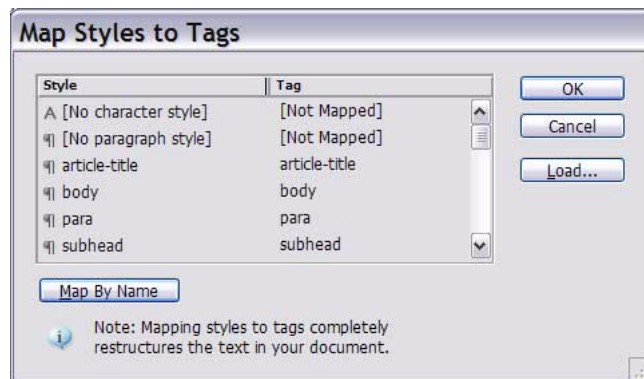 Map Styles to Tags
Style Tag
A [No character style] [Not Mapped]
¶ [No paragraph style] [Not Mapped]
¶ article-title article-title
¶ body body
¶ para para
¶ subhead subhead
OK
Cancel
Load...
Map By Name
Note: Mapping styles to tags completely
restructures the text in your document.